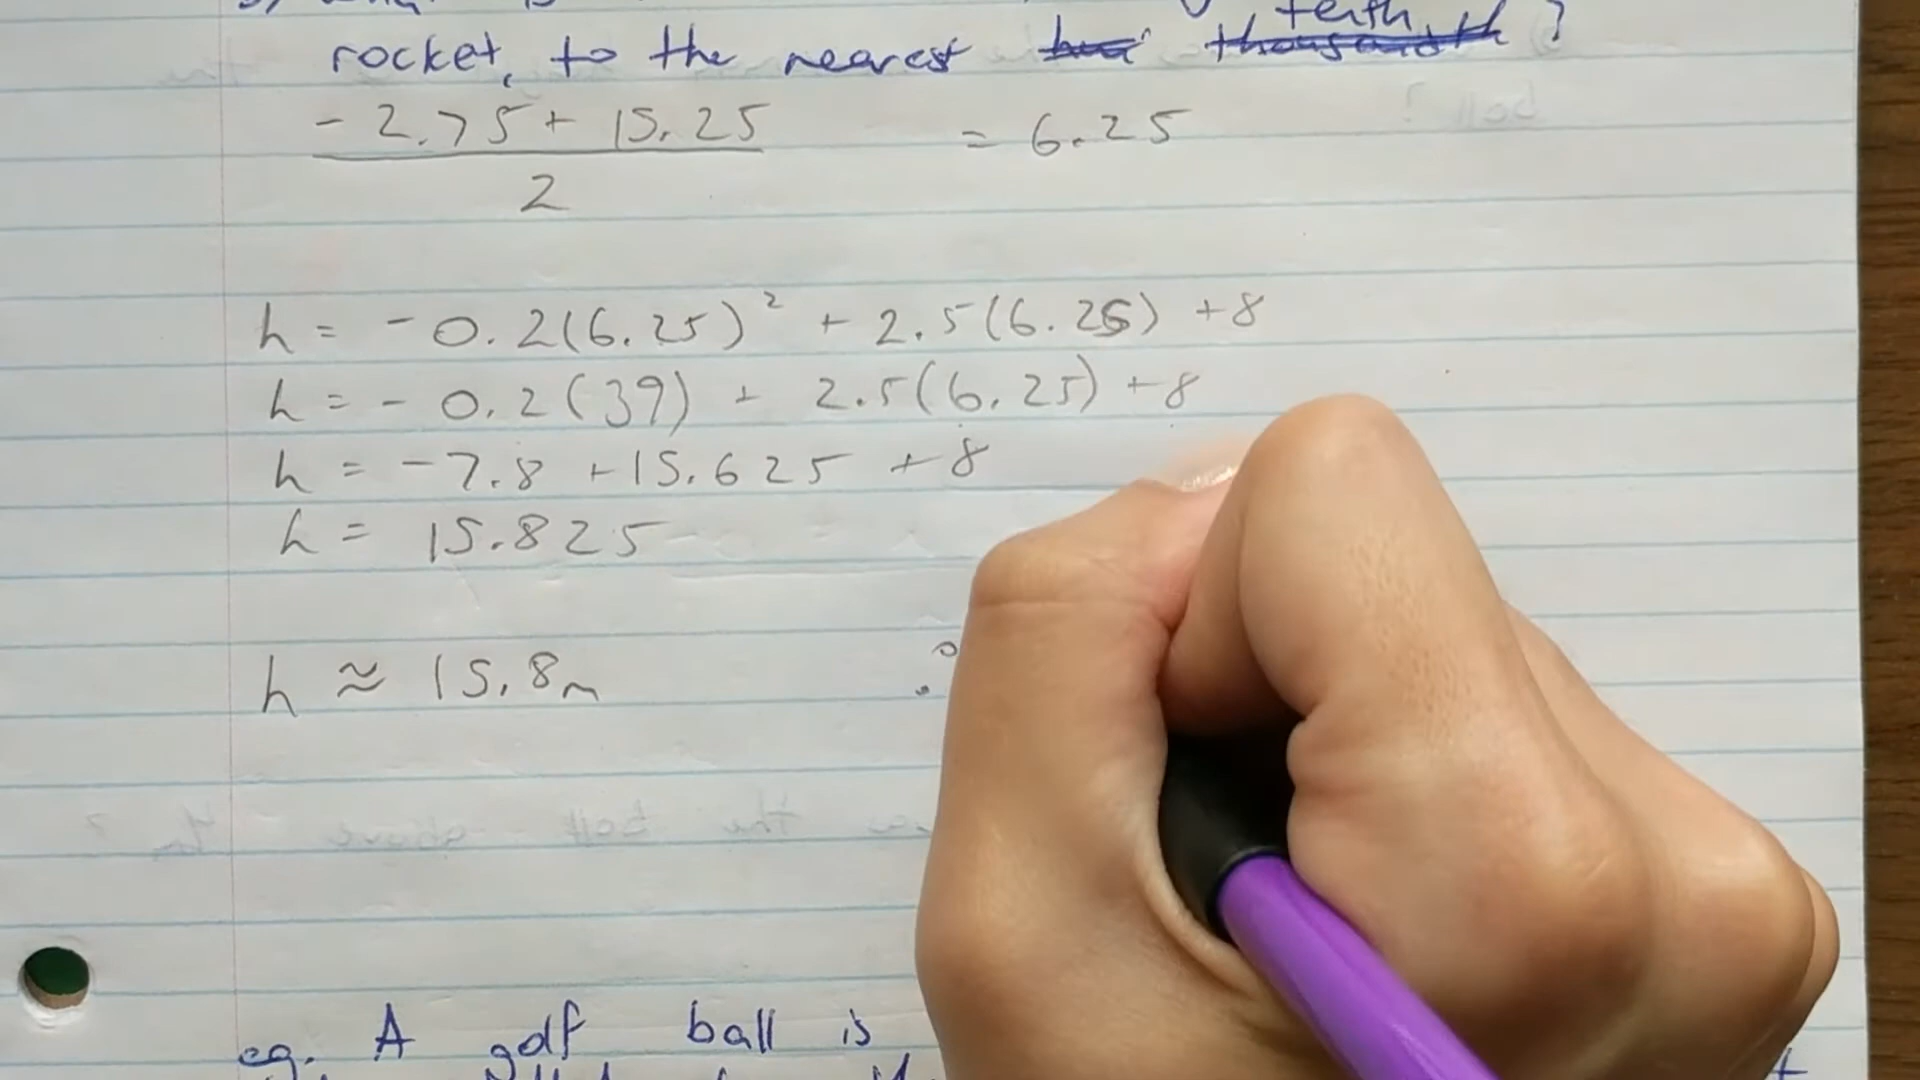 rocket, to the nearest tenth ?
- 2.75 + 15.25 = 6.25
2
h = - 0.2(6.25)² + 2.5(6.25) +8
h = - 0.2(39) + 2.5(6.25) +8
h = -7.8 +15.625 +8
h = 15.825
h ≈ 15.8m
eg. A golf ball is